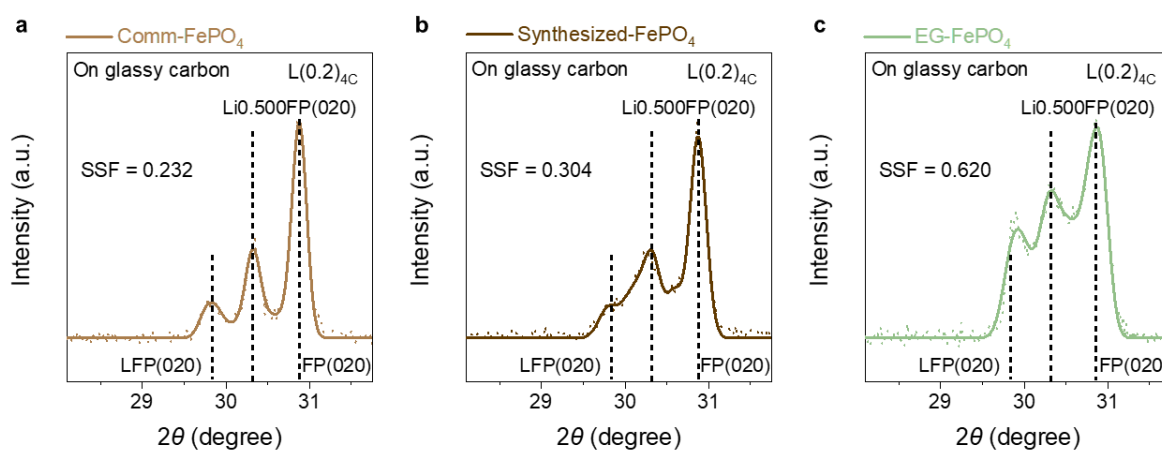 a
Comm-FePO4
On glassy carbon L(0.2)4C
Li0.500FP(020)
SSF = 0.232
LFP(020) FP(020)
Intensity (a.u.)
29 30 31
2θ (degree)
b
Synthesized-FePO4
On glassy carbon L(0.2)4C
Li0.500FP(020)
SSF = 0.304
LFP(020) FP(020)
Intensity (a.u.)
29 30 31
2θ (degree)
c
EG-FePO4
On glassy carbon L(0.2)4C
Li0.500FP(020)
SSF = 0.620
LFP(020) FP(020)
Intensity (a.u.)
29 30 31
2θ (degree)